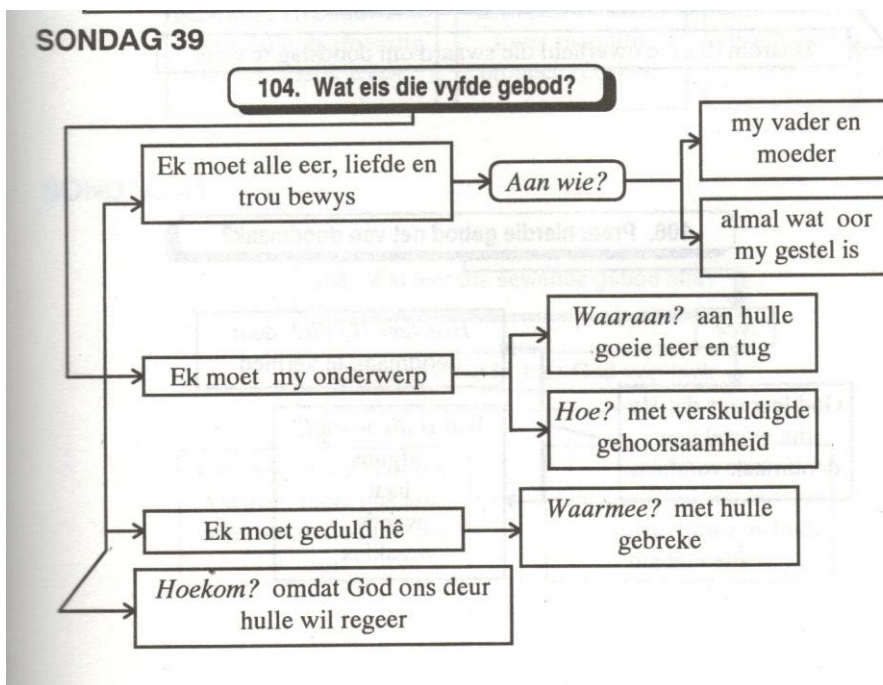 SONDAG 39
104. Wat eis die vyfde gebod?
Ek moet alle eer, liefde en
trou bewys
Aan wie?
my vader en
moeder
almal wat oor
my gestel is
Ek moet my onderwerp
Waaraan? aan hulle
goeie leer en tug
Hoe? met verskuldigde
gehoorsaamheid
Ek moet geduld hê
Waarmee? met hulle
gebreke
Hoekom? omdat God ons deur
hulle wil regeer